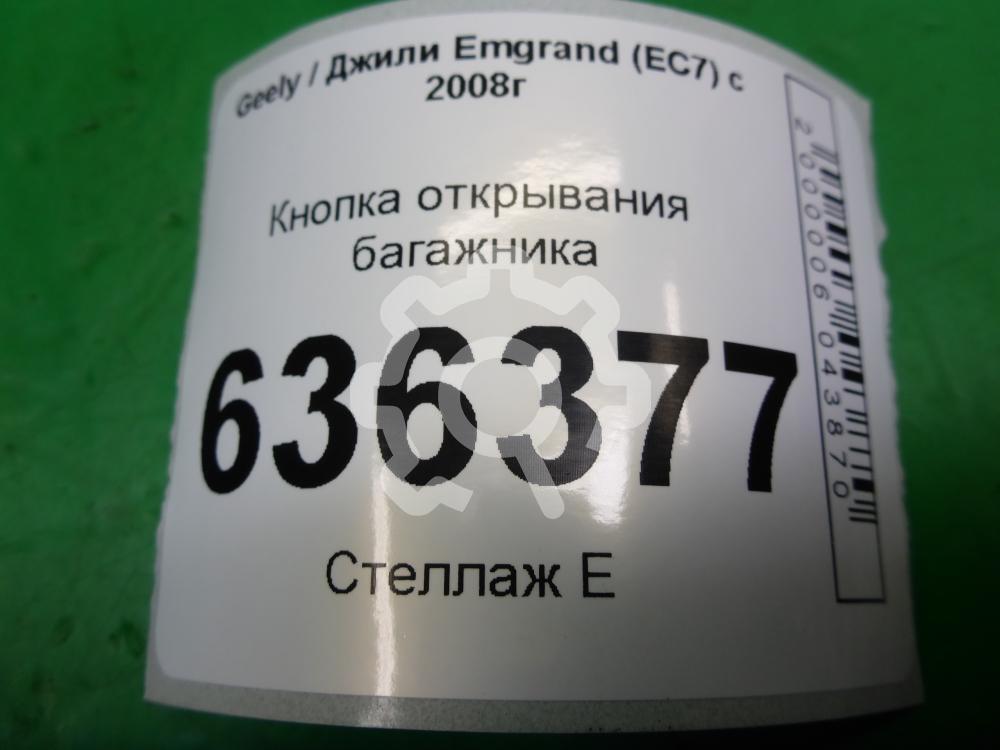 Geely / Джили Emgrand (EC7) с
2008г
Кнопка открывания
багажника
636377
Стеллаж Е
2000006043870